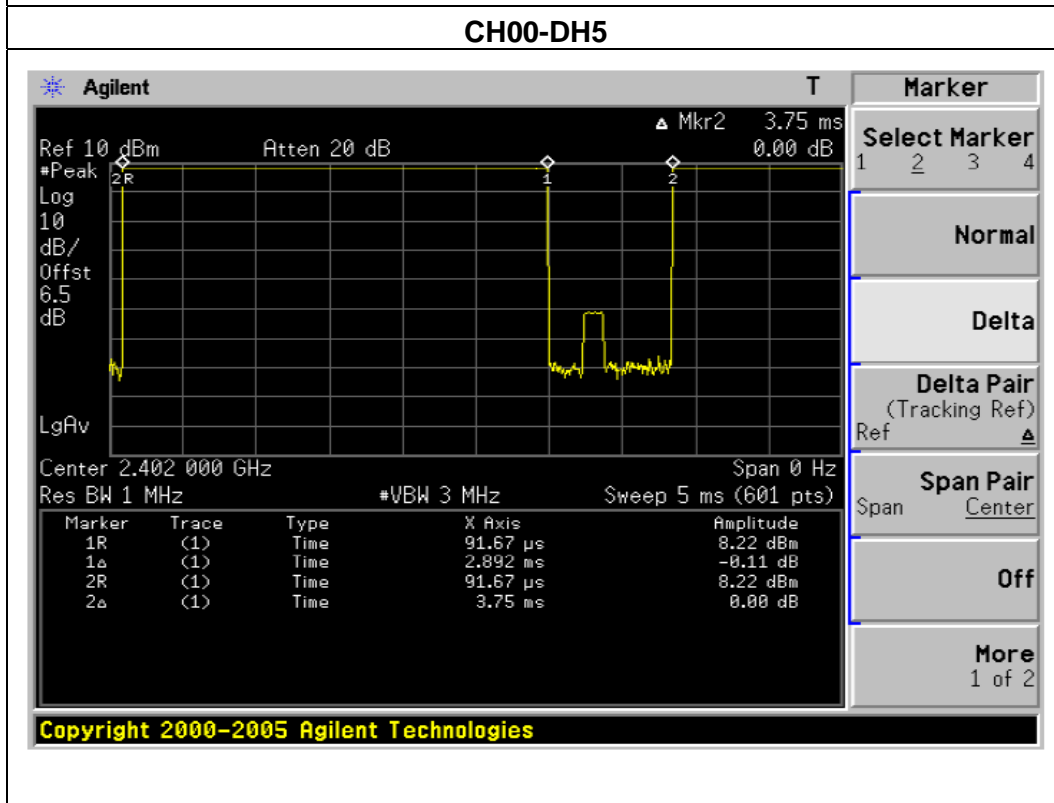 CH00-DH5
Agilent T
Marker
Δ Mkr2 3.75 ms
Ref 10 dBm Atten 20 dB 0.00 dB
#Peak
Log
10
dB/
Offst
6.5
dB
LgAv
2R 1 2
Center 2.402 000 GHz Span 0 Hz
Res BW 1 MHz #VBW 3 MHz Sweep 5 ms (601 pts)
Marker Trace Type X Axis Amplitude
1R (1) Time 91.67 µs 8.22 dBm
1Δ (1) Time 2.892 ms -0.11 dB
2R (1) Time 91.67 µs 8.22 dBm
2Δ (1) Time 3.75 ms 0.00 dB
Select Marker
1 2 3 4
Normal
Delta
Delta Pair
(Tracking Ref)
Ref Δ
Span Pair
Span Center
Off
More
1 of 2
Copyright 2000-2005 Agilent Technologies